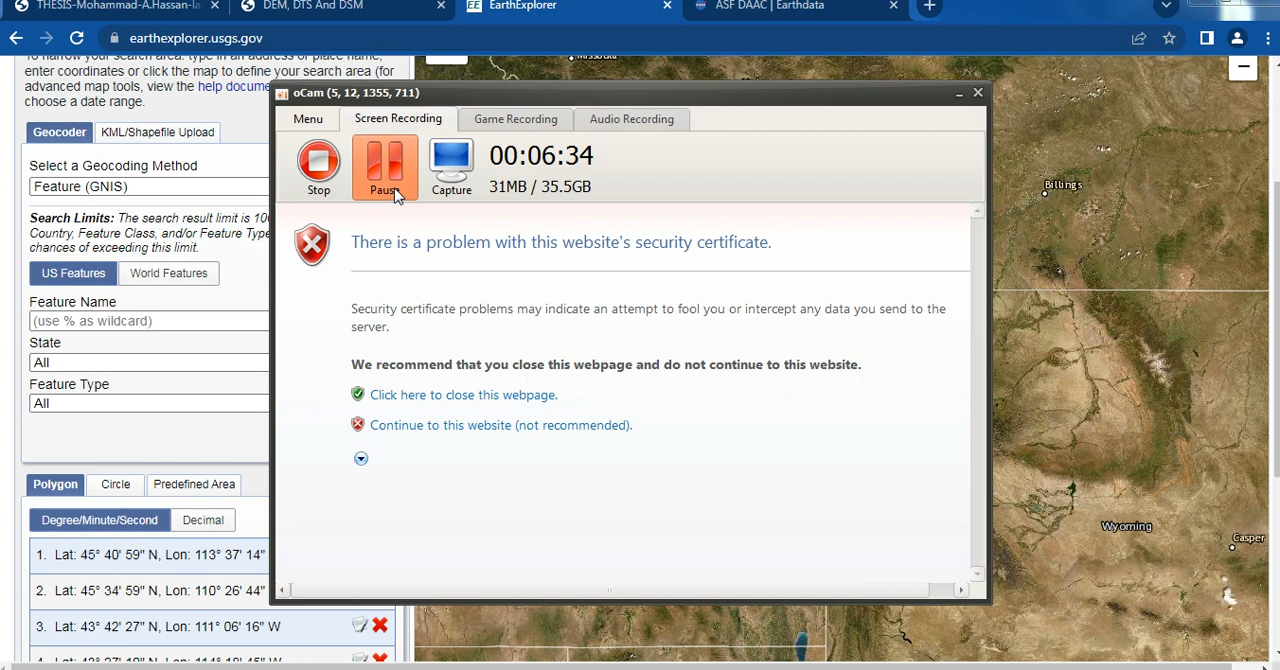 THESIS-Mohammad-A.Hassan-la
DEM, DTS And DSM
EE EarthExplorer
ASF DAAC | Earthdata
earthexplorer.usgs.gov
enter coordinates or click the map to define your search area (for
advanced map tools, view the help docume
choose a date range.
Geocoder
KML/Shapefile Upload
Select a Geocoding Method
Feature (GNIS)
Search Limits: The search result limit is 10
Country, Feature Class, and/or Feature Type
chances of exceeding this limit.
US Features
World Features
Feature Name
(use % as wildcard)
State
All
Feature Type
All
Polygon
Circle
Predefined Area
Degree/Minute/Second
Decimal
1. Lat: 45° 40' 59" N, Lon: 113° 37' 14"
2. Lat: 45° 34' 59" N, Lon: 110° 26' 44"
3. Lat: 43° 42' 27" N, Lon: 111° 06' 16" W
oCam (5, 12, 1355, 711)
Menu
Screen Recording
Game Recording
Audio Recording
Stop
Pause
Capture
00:06:34
31MB / 35.5GB
There is a problem with this website's security certificate.
Security certificate problems may indicate an attempt to fool you or intercept any data you send to the
server.
We recommend that you close this webpage and do not continue to this website.
Click here to close this webpage.
Continue to this website (not recommended).
Billings
Wyoming
Casper